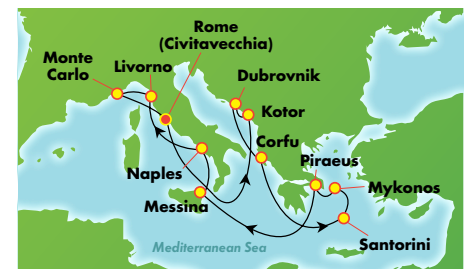 Rome
(Civitavecchia)
Monte
Carlo
Livorno
Dubrovnik
Kotor
Corfu
Piraeus
Naples
Mykonos
Messina
Santorini
Mediterranean Sea